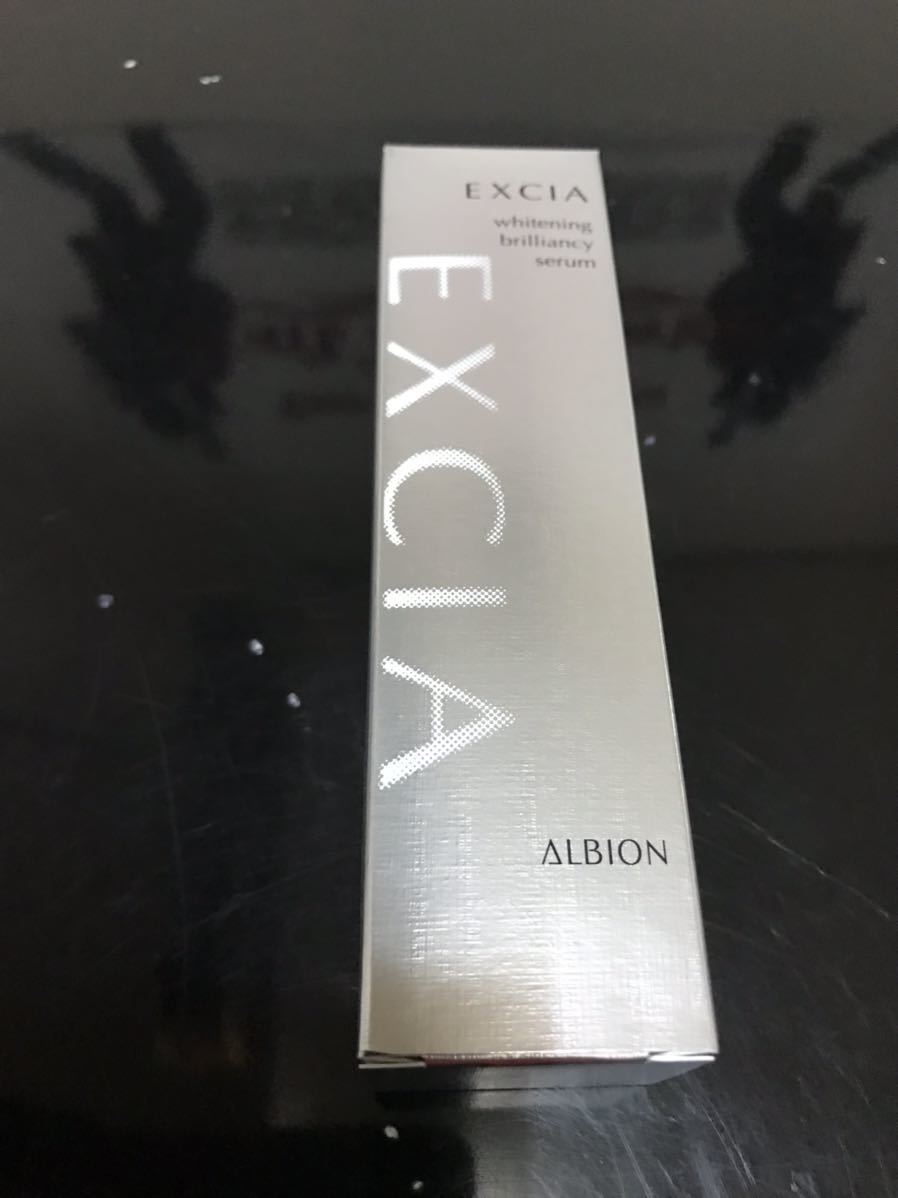 EXCIA
whitening
brilliancy
serum
EXCIA
ALBION